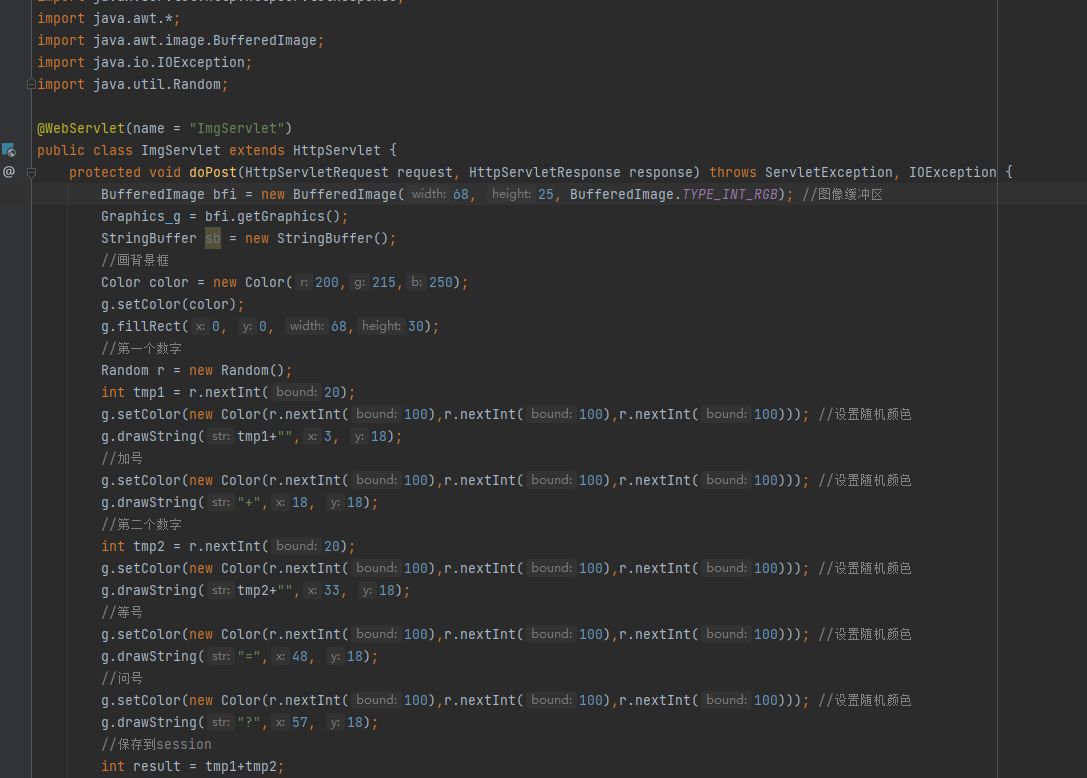 import java.awt.*;
import java.awt.image.BufferedImage;
import java.io.IOException;
import java.util.Random;
@WebServlet(name = "ImgServlet")
public class ImgServlet extends HttpServlet {
protected void doPost(HttpServletRequest request, HttpServletResponse response) throws ServletException, IOException {
BufferedImage bfi = new BufferedImage( width: 68, height: 25, BufferedImage.TYPE_INT_RGB); //图像缓冲区
Graphics_g = bfi.getGraphics();
StringBuffer sb = new StringBuffer();
//画背景框
Color color = new Color( r: 200, g: 215, b: 250);
g.setColor(color);
g.fillRect( x: 0, y: 0, width: 68, height: 30);
//第一个数字
Random r = new Random();
int tmp1 = r.nextInt( bound: 20);
g.setColor(new Color(r.nextInt( bound: 100),r.nextInt( bound: 100),r.nextInt( bound: 100))); //设置随机颜色
g.drawString( str: tmp1+"", x: 3, y: 18);
//加号
g.setColor(new Color(r.nextInt( bound: 100),r.nextInt( bound: 100),r.nextInt( bound: 100))); //设置随机颜色
g.drawString( str: "+", x: 18, y: 18);
//第二个数字
int tmp2 = r.nextInt( bound: 20);
g.setColor(new Color(r.nextInt( bound: 100),r.nextInt( bound: 100),r.nextInt( bound: 100))); //设置随机颜色
g.drawString( str: tmp2+"", x: 33, y: 18);
//等号
g.setColor(new Color(r.nextInt( bound: 100),r.nextInt( bound: 100),r.nextInt( bound: 100))); //设置随机颜色
g.drawString( str: "=", x: 48, y: 18);
//问号
g.setColor(new Color(r.nextInt( bound: 100),r.nextInt( bound: 100),r.nextInt( bound: 100))); //设置随机颜色
g.drawString( str: "?", x: 57, y: 18);
//保存到session
int result = tmp1+tmp2;